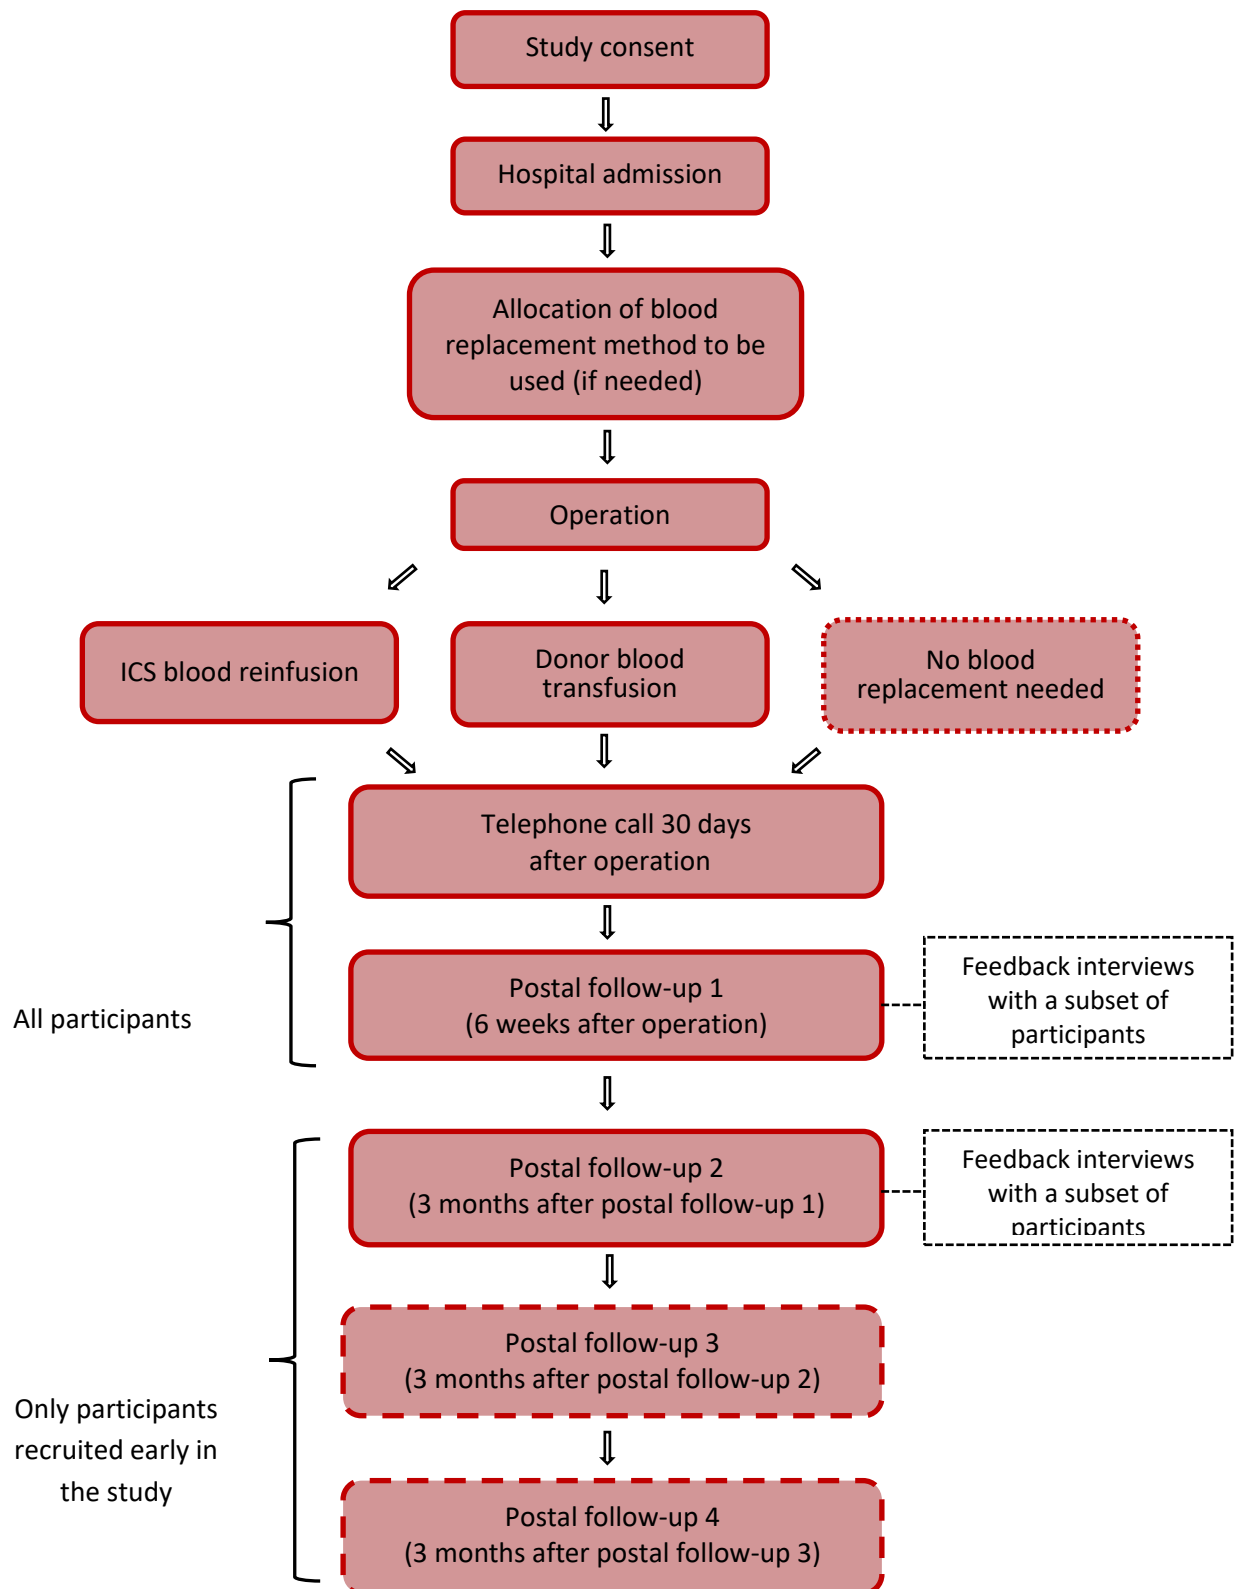 Study consent
Hospital admission
Allocation of blood
replacement method to be
used (if needed)
Operation
ICS blood reinfusion
Donor blood
transfusion
No blood
replacement needed
Telephone call 30 days
after operation
All participants
Postal follow-up 1
(6 weeks after operation)
Feedback interviews
with a subset of
participants
Postal follow-up 2
(3 months after postal follow-up 1)
Feedback interviews
with a subset of
participants
Only participants
recruited early in
the study
Postal follow-up 3
(3 months after postal follow-up 2)
Postal follow-up 4
(3 months after postal follow-up 3)